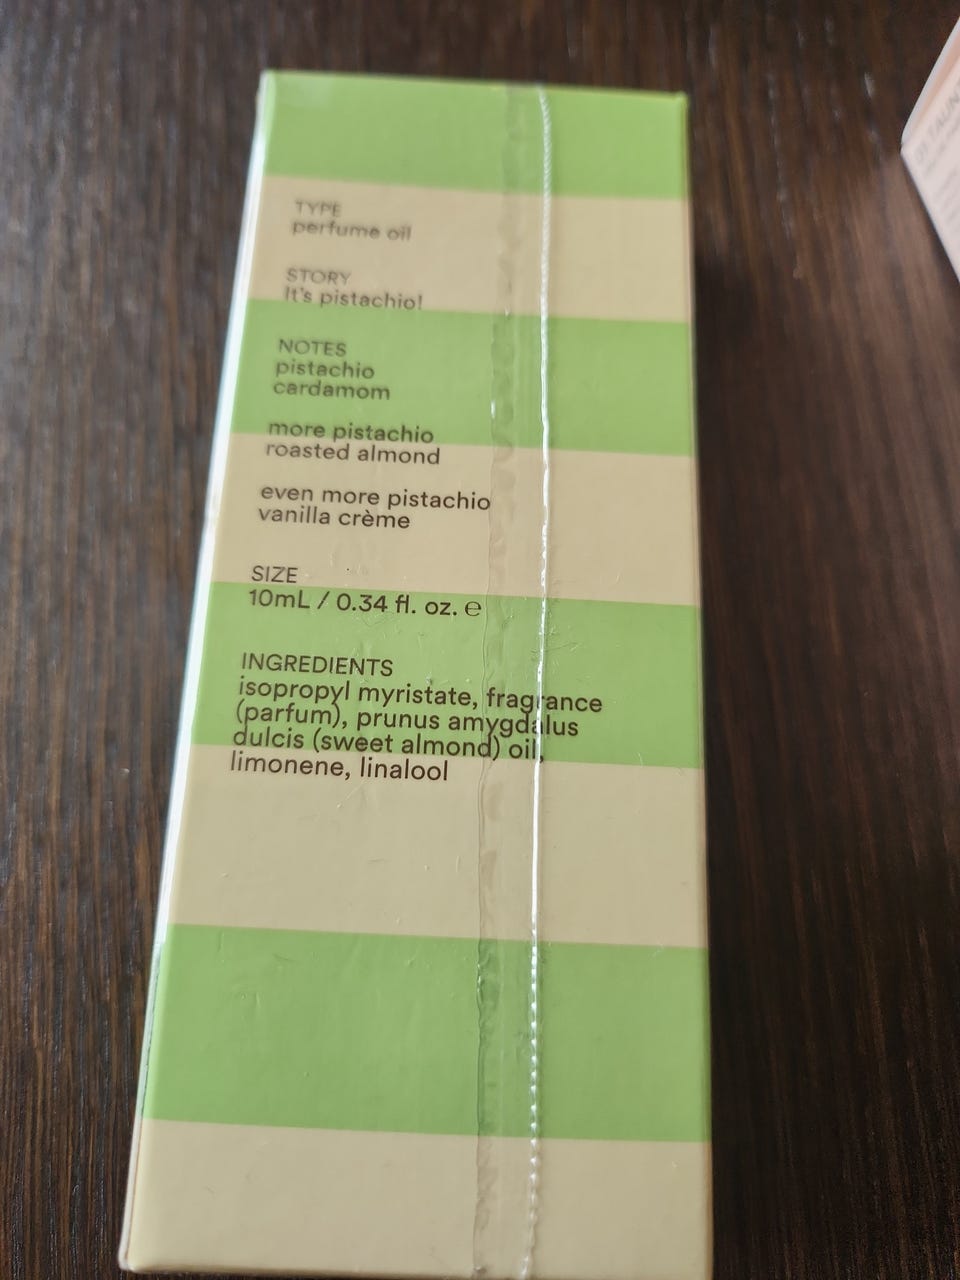 TYPE
perfume oil
STORY
It's pistachio!
NOTES
pistachio
cardamom
more pistachio
roasted almond
even more pistachio
vanilla crème
SIZE
10mL / 0.34 fl. oz. ℮
INGREDIENTS
isopropyl myristate, fragrance
(parfum), prunus amygdalus
dulcis (sweet almond) oil,
limonene, linalool